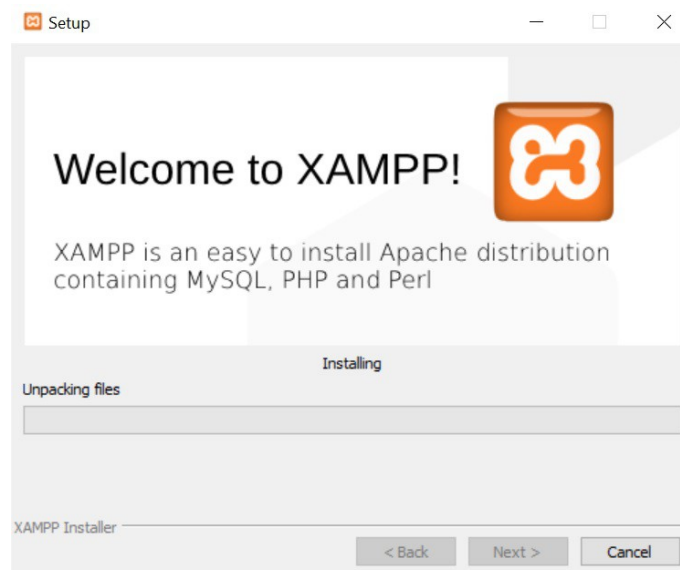 Setup
Welcome to XAMPP!
XAMPP is an easy to install Apache distribution
containing MySQL, PHP and Perl
Installing
Unpacking files
XAMPP Installer
< Back
Next >
Cancel